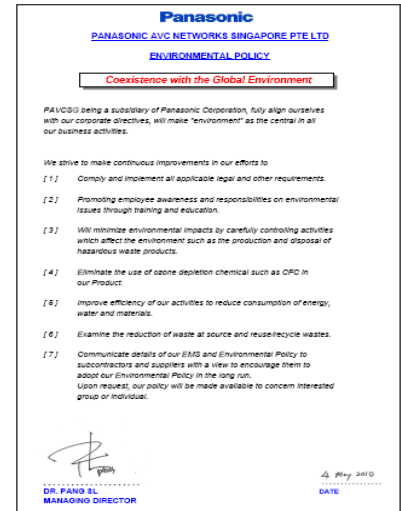 Panasonic
PANASONIC AVC NETWORKS SINGAPORE PTE LTD
ENVIRONMENTAL POLICY
Coexistence with the Global Environment
PAVCSG being a subsidiary of Panasonic Corporation, fully align ourselves
with our corporate directives, will make "environment" as the central in all
our business activities.
We strive to make continuous improvements in our efforts to
[ 1 ] Comply and implement all applicable legal and other requirements.
[ 2 ] Promoting employee awareness and responsibilities on environmental
issues through training and education.
[ 3 ] Will minimize environmental impacts by carefully controlling activities
which affect the environment such as the production and disposal of
hazardous waste products.
[ 4 ] Eliminate the use of ozone depletion chemical such as CFC in
our Product.
[ 5 ] Improve efficiency of our activities to reduce consumption of energy,
water and materials.
[ 6 ] Examine the reduction of waste at source and reuse/recycle wastes.
[ 7 ] Communicate details of our EMS and Environmental Policy to
subcontractors and suppliers with a view to encourage them to
adopt our Environmental Policy in the long run.
Upon request, our policy will be made available to concern interested
group or individual.
4 May 2010
DR. PANG SL DATE
MANAGING DIRECTOR